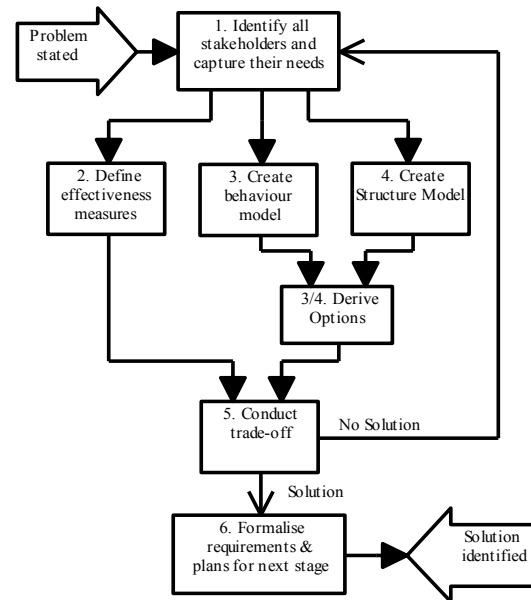 Problem
stated
1. Identify all
stakeholders and
capture their needs
2. Define
effectiveness
measures
3. Create
behaviour
model
4. Create
Structure Model
3/4. Derive
Options
5. Conduct
trade-off
No Solution
Solution
6. Formalise
requirements &
plans for next stage
Solution
identified